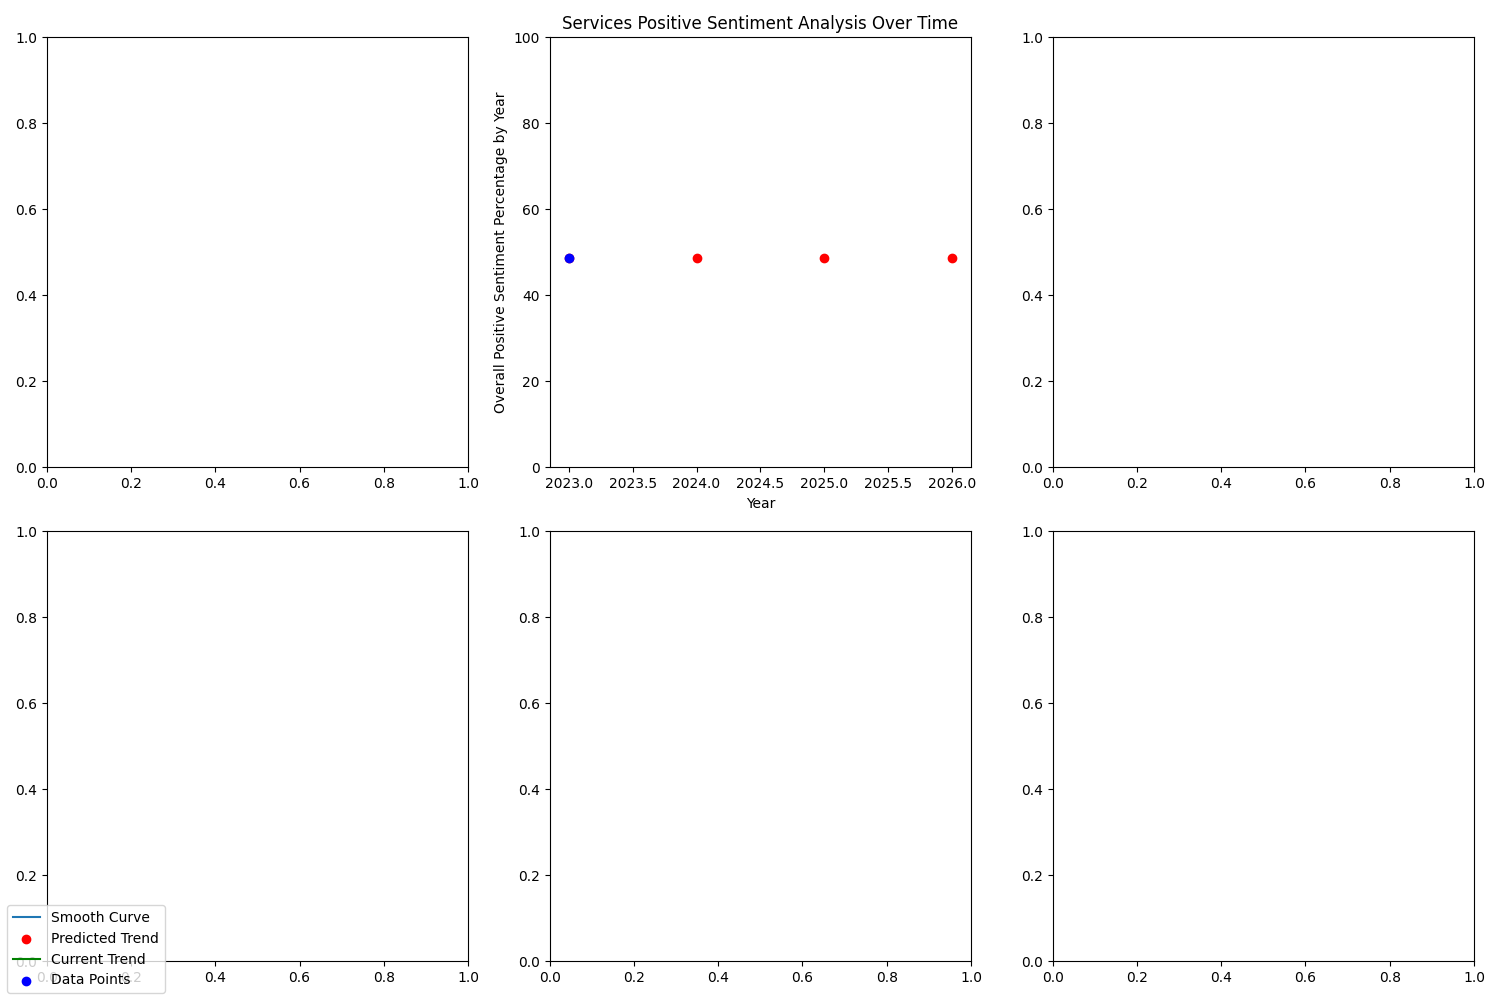 Services Positive Sentiment Analysis Over Time
1.0
0.8
0.6
0.4
0.2
0.0
0.0 0.2 0.4 0.6 0.8 1.0
Overall Positive Sentiment Percentage by Year
100
80
60
40
20
0
2023.0 2023.5 2024.0 2024.5 2025.0 2025.5 2026.0
Year
1.0
0.8
0.6
0.4
0.2
0.0
0.0 0.2 0.4 0.6 0.8 1.0
1.0
0.8
0.6
0.4
0.2
0.0
0.0 0.2 0.4 0.6 0.8 1.0
Smooth Curve
Predicted Trend
Current Trend
Data Points
1.0
0.8
0.6
0.4
0.2
0.0
0.0 0.2 0.4 0.6 0.8 1.0
1.0
0.8
0.6
0.4
0.2
0.0
0.0 0.2 0.4 0.6 0.8 1.0